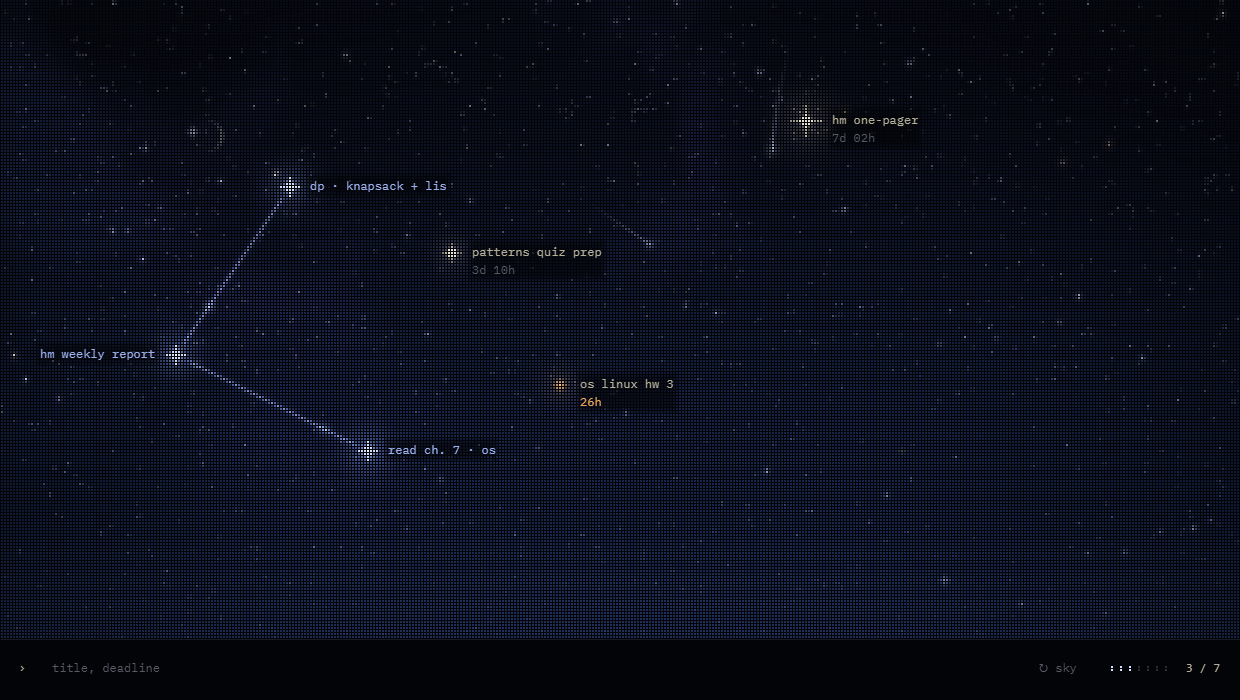 hm one-pager
7d 02h
dp · knapsack + lis
patterns quiz prep
3d 10h
hm weekly report
os linux hw 3
26h
read ch. 7 · os
› title, deadline
↻ sky
3 / 7